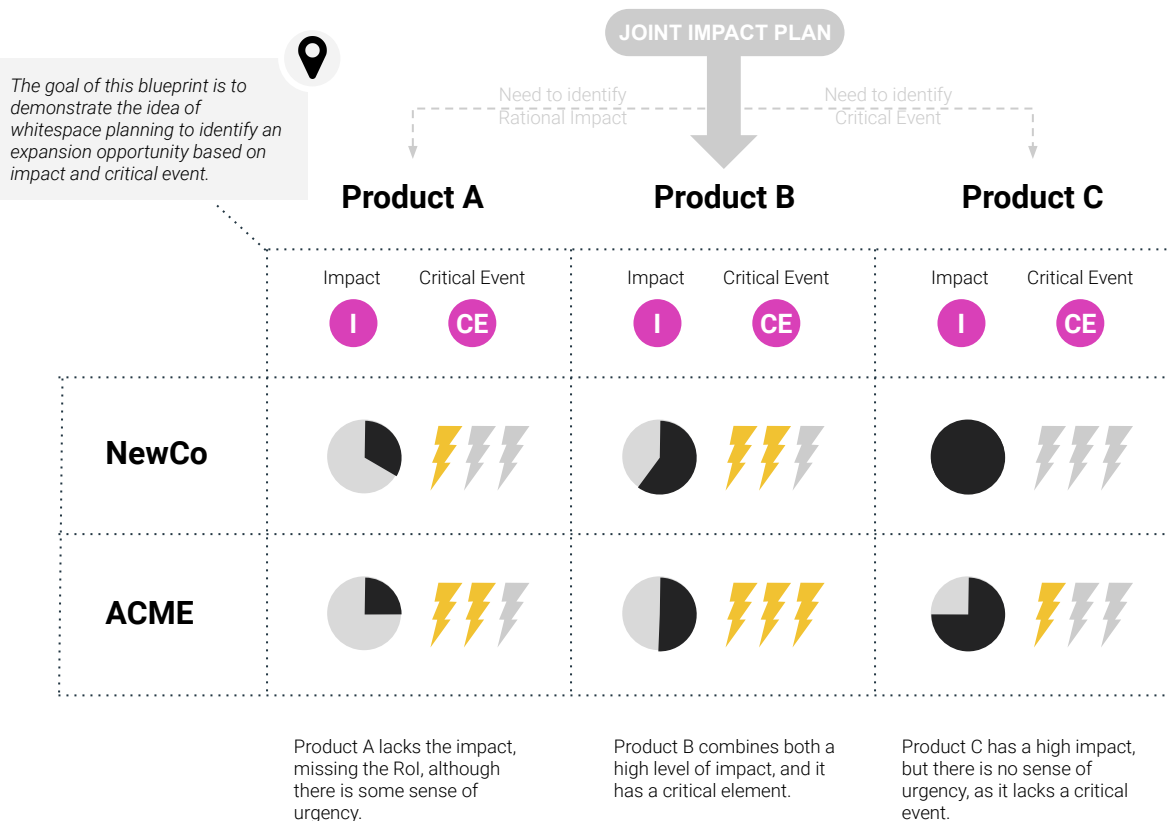 JOINT IMPACT PLAN
The goal of this blueprint is to
demonstrate the idea of
whitespace planning to identify an
expansion opportunity based on
impact and critical event.
Need to identify
Rational Impact
Need to identify
Critical Event
Product A
Product B
Product C
Impact
Critical Event
Impact
Critical Event
Impact
Critical Event
I
CE
I
CE
I
CE
NewCo
ACME
Product A lacks the impact,
missing the RoI, although
there is some sense of
urgency.
Product B combines both a
high level of impact, and it
has a critical element.
Product C has a high impact,
but there is no sense of
urgency, as it lacks a critical
event.